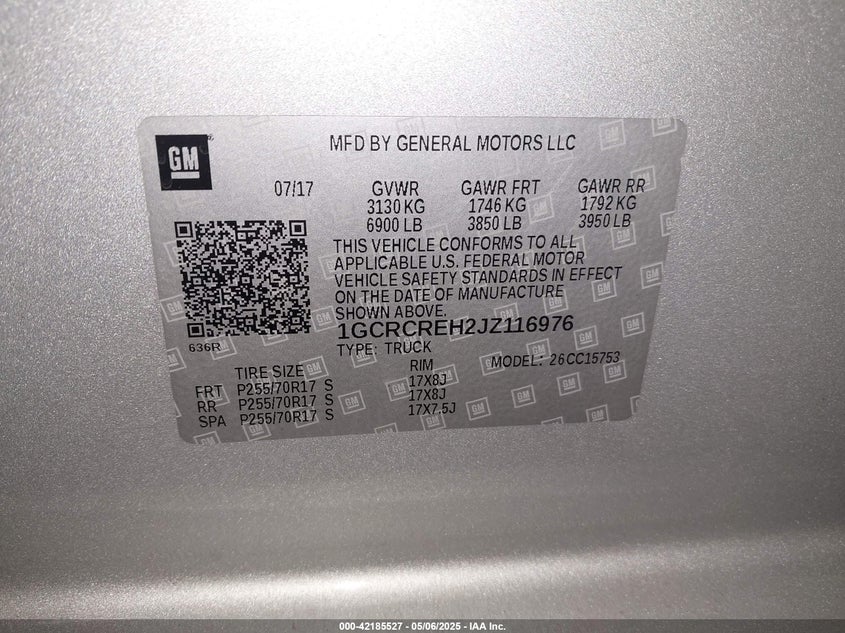 GM
MFD BY GENERAL MOTORS LLC
07/17 GVWR GAWR FRT GAWR RR
3130 KG 1746 KG 1792 KG
6900 LB 3850 LB 3950 LB
THIS VEHICLE CONFORMS TO ALL
APPLICABLE U.S. FEDERAL MOTOR
VEHICLE SAFETY STANDARDS IN EFFECT
ON THE DATE OF MANUFACTURE
SHOWN ABOVE.
1GCRCREH2JZ116976
636R
TYPE: TRUCK MODEL: 26CC15753
TIRE SIZE RIM
FRT P255/70R17 S 17X8J
RR P255/70R17 S 17X8J
SPA P255/70R17 S 17X7.5J
000-42185527 - 05/06/2025 - IAA Inc.